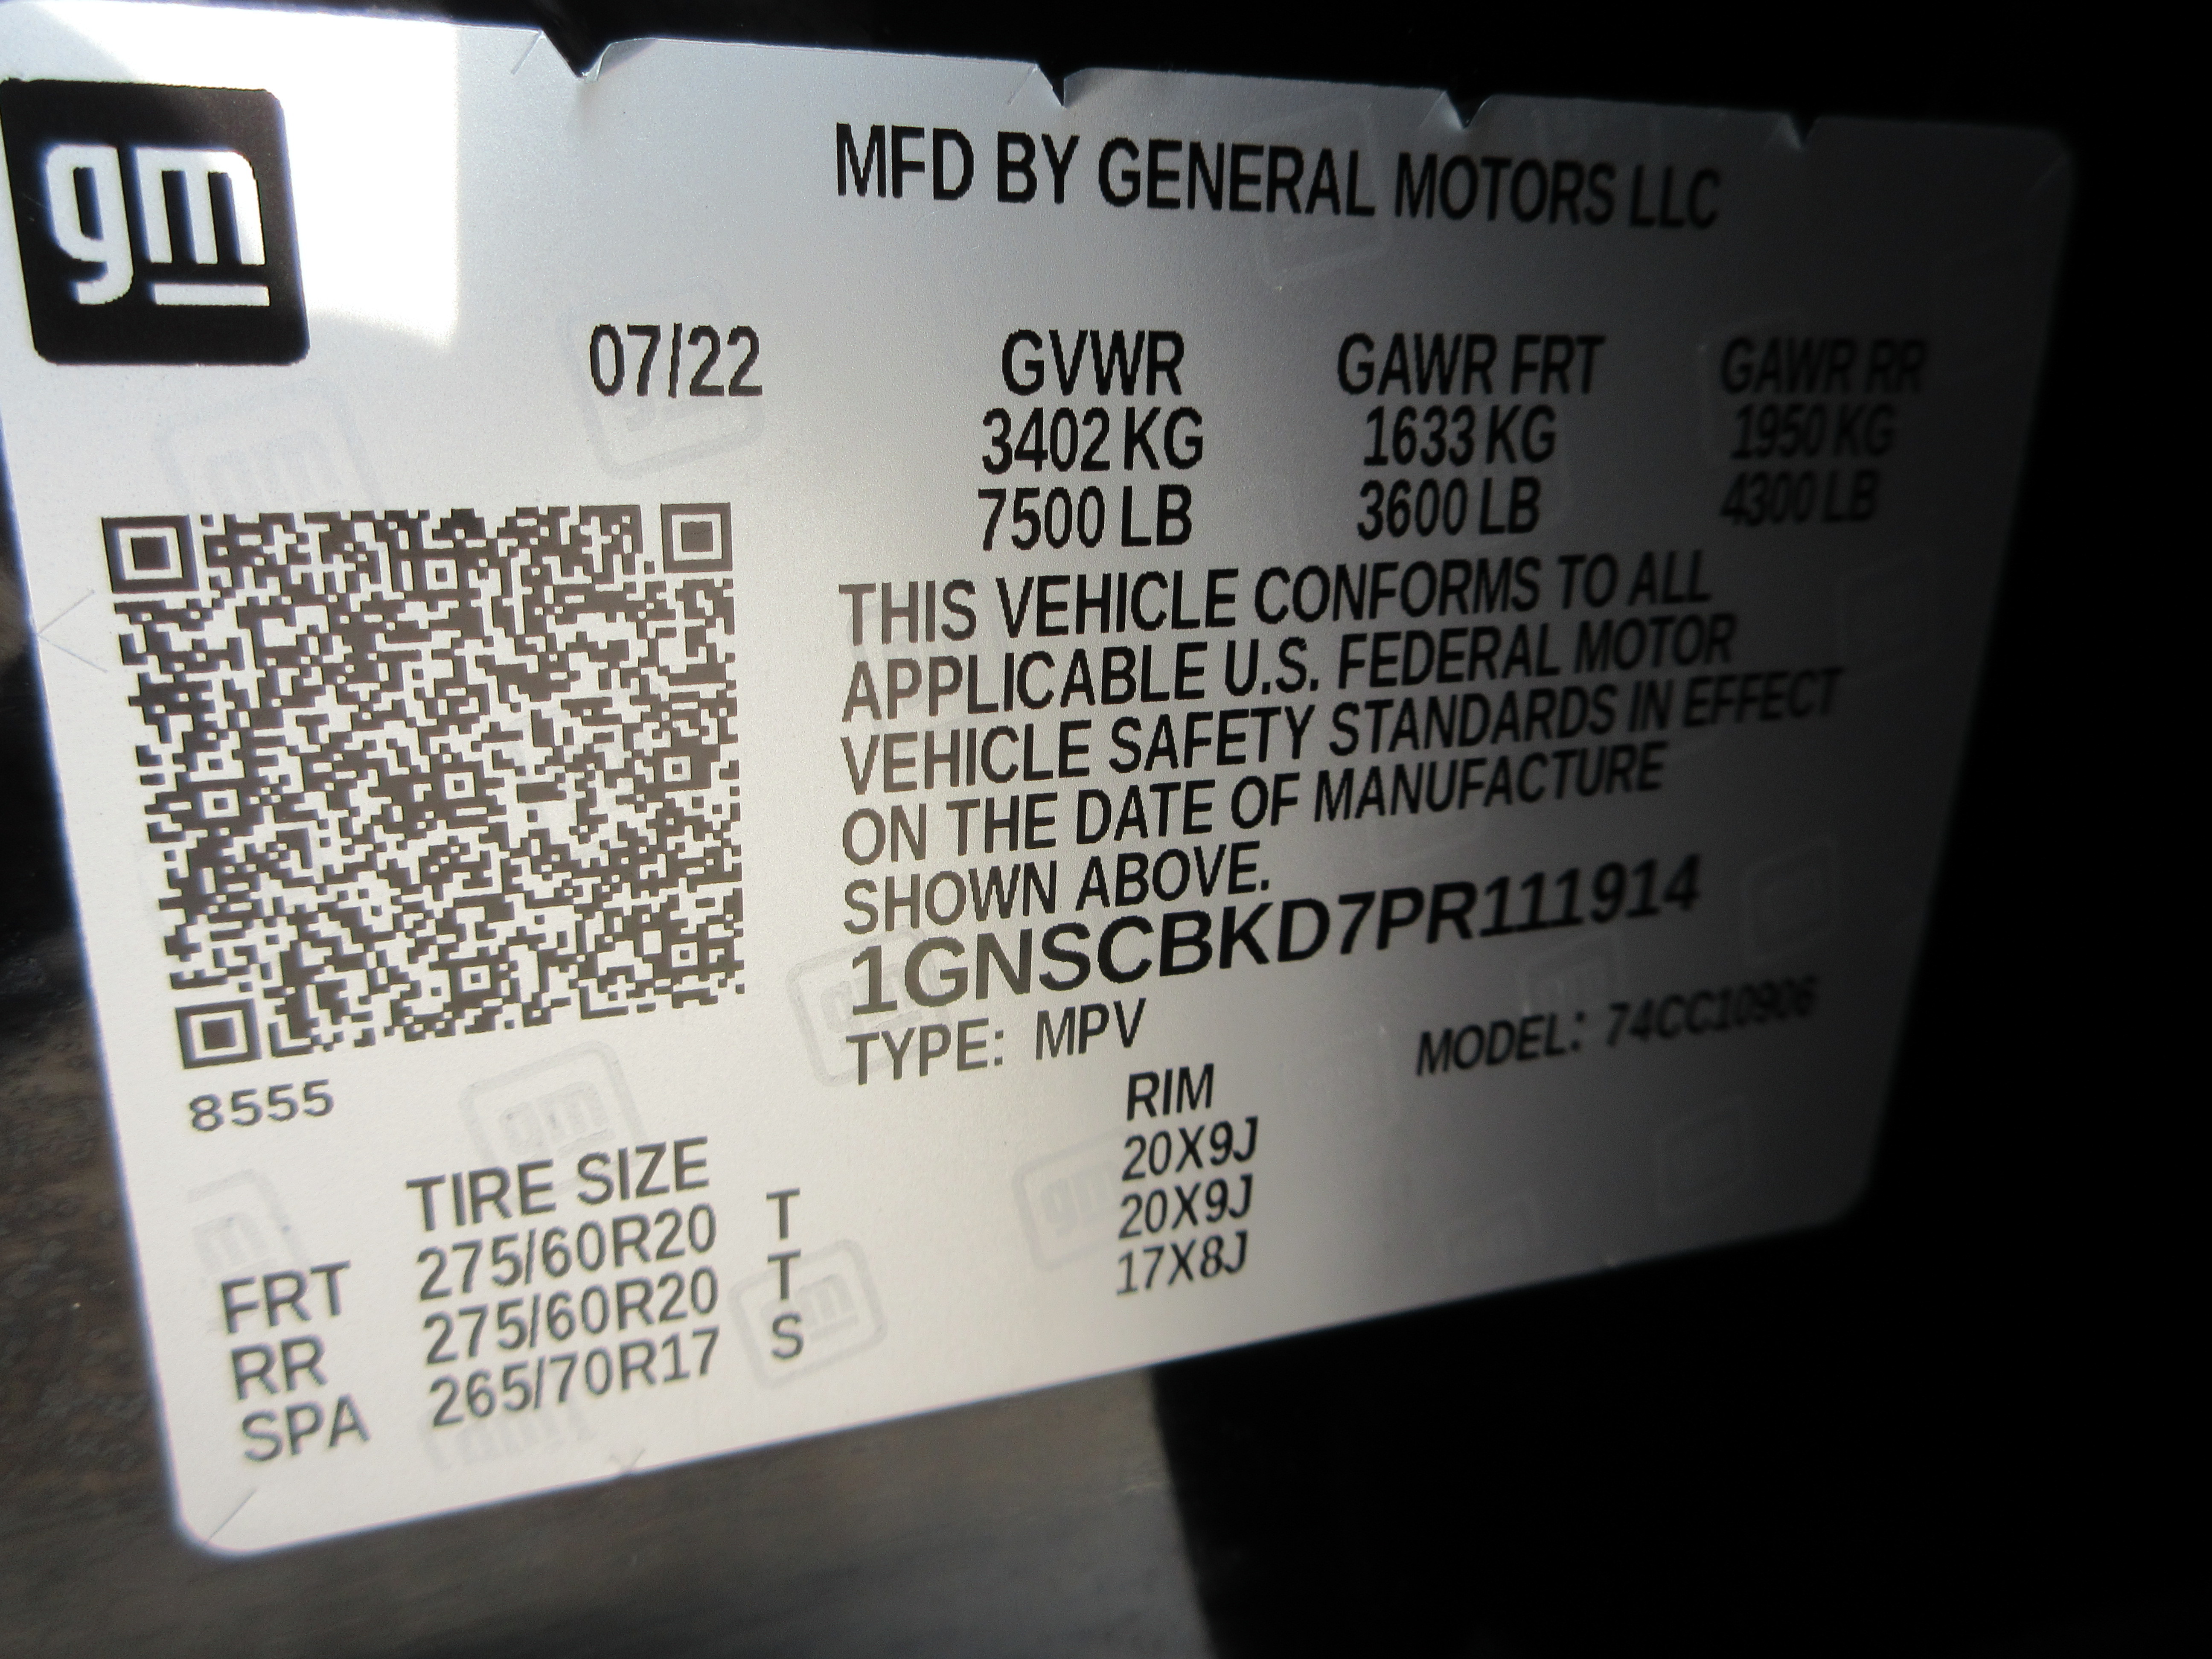 gm
MFD BY GENERAL MOTORS LLC
07/22 GVWR GAWR FRT GAWR RR
3402 KG 1633 KG 1950 KG
7500 LB 3600 LB 4300 LB
THIS VEHICLE CONFORMS TO ALL
APPLICABLE U.S. FEDERAL MOTOR
VEHICLE SAFETY STANDARDS IN EFFECT
ON THE DATE OF MANUFACTURE
SHOWN ABOVE.
1GNSCBKD7PR111914
TYPE: MPV MODEL: 74CC10906
8555
TIRE SIZE RIM
FRT 275/60R20 T 20X9J
RR 275/60R20 T 20X9J
SPA 265/70R17 S 17X8J